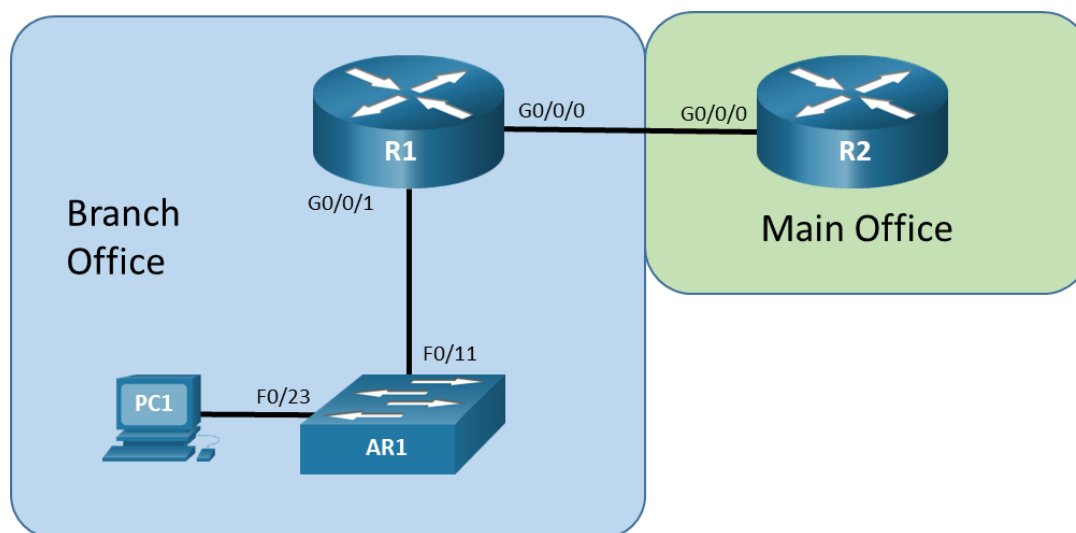 G0/0/0
G0/0/0
R1
R2
G0/0/1
Branch
Office
Main Office
F0/11
PC1
F0/23
AR1